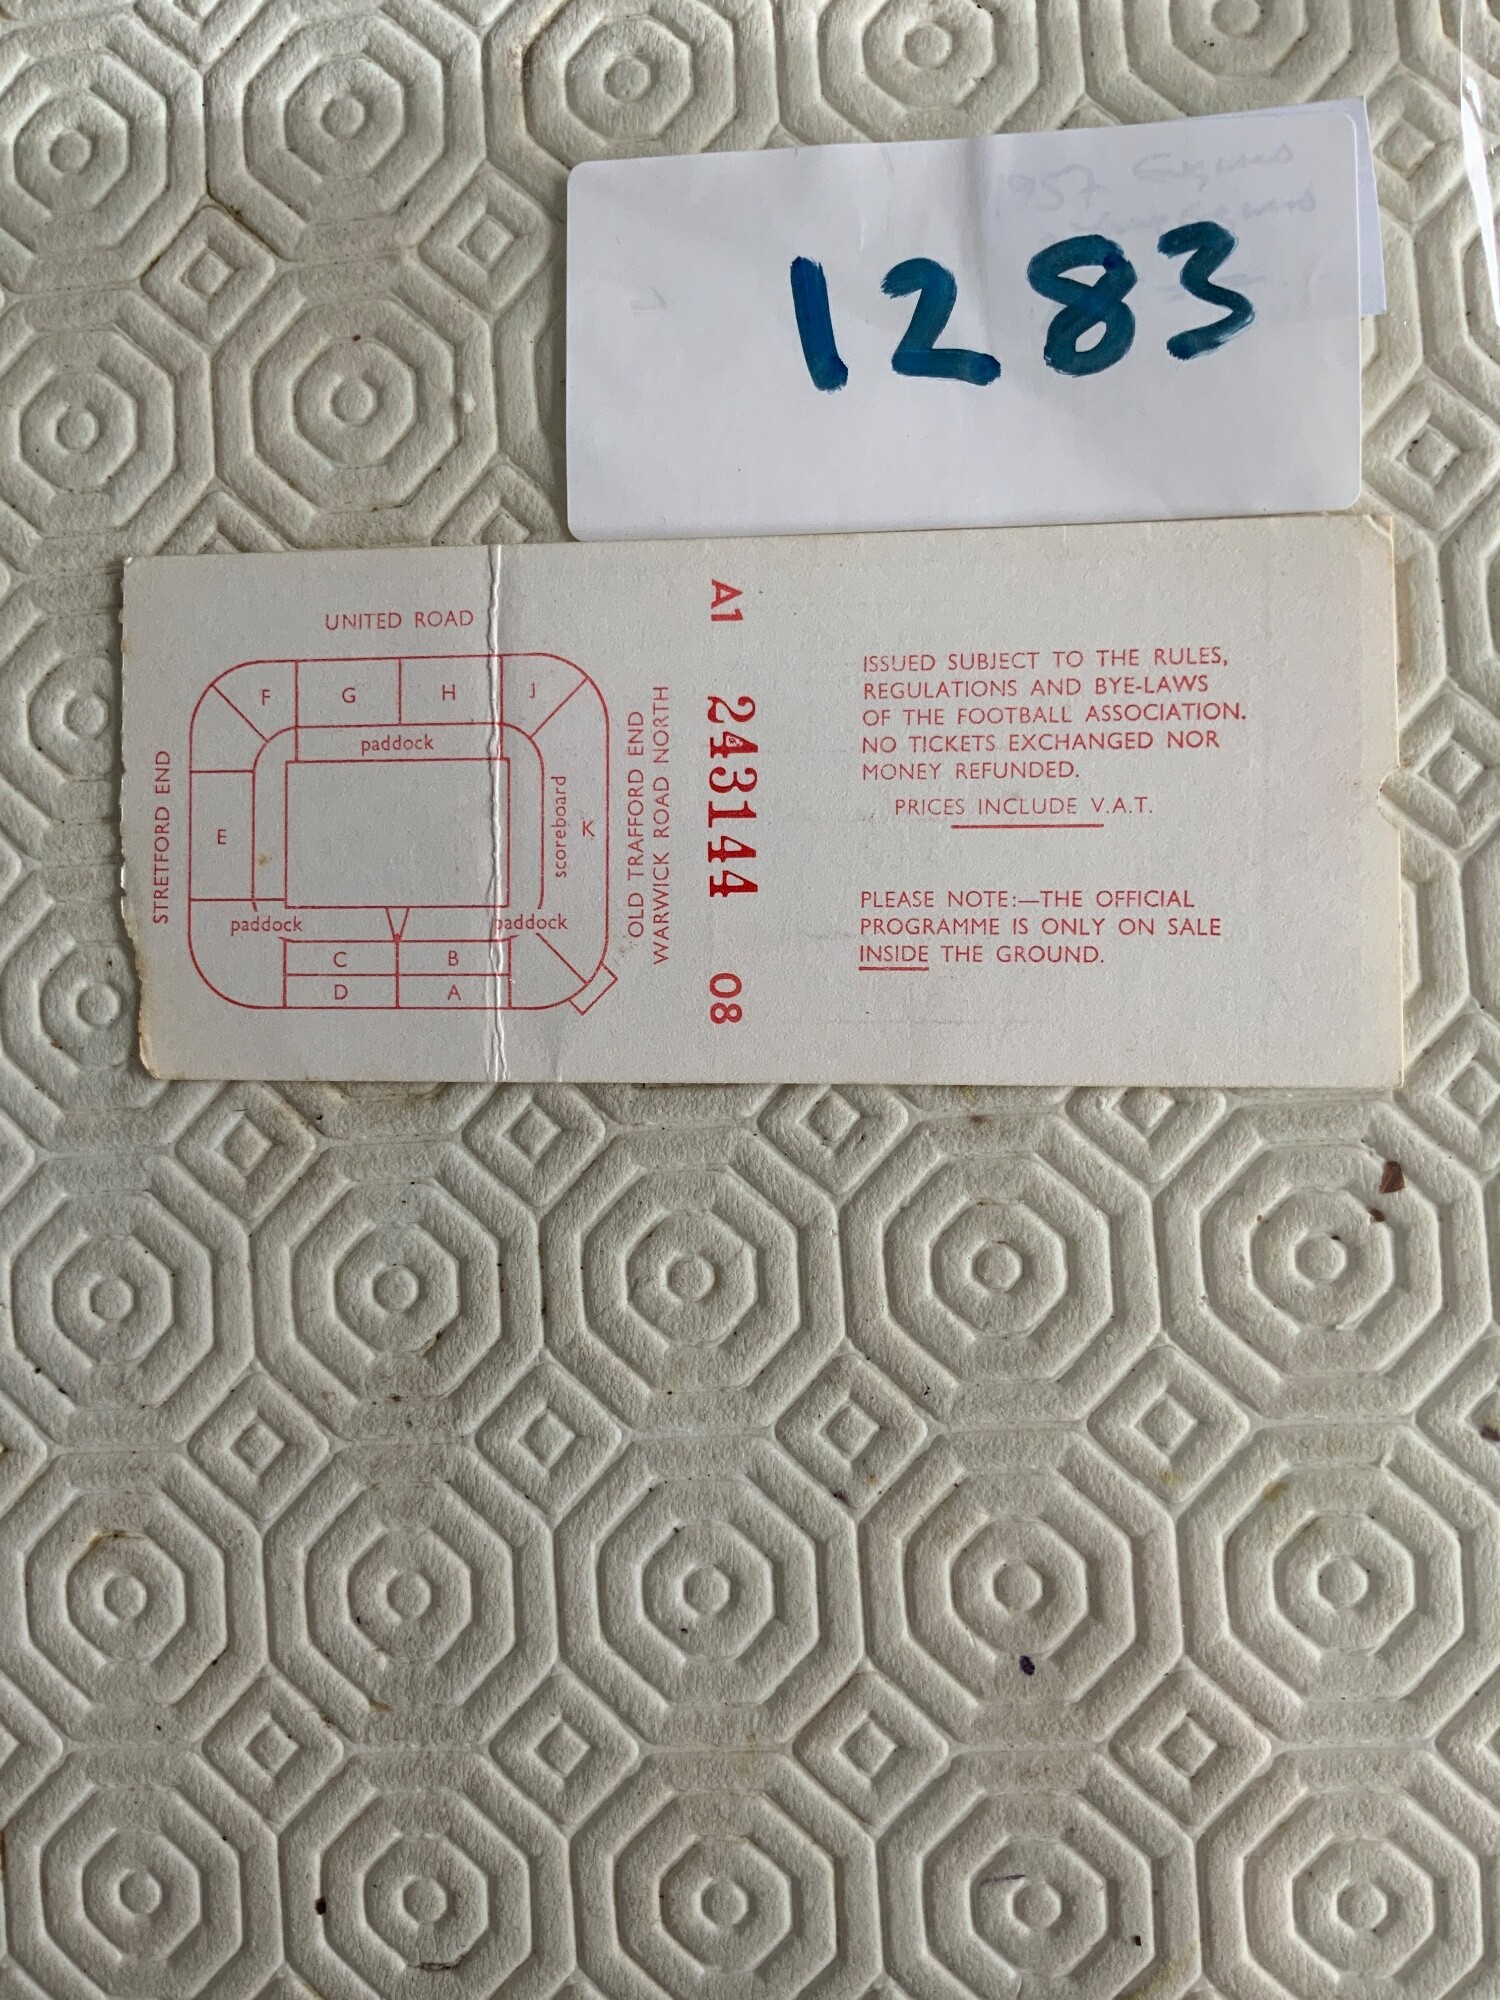 1957
1283
UNITED ROAD
F G H J
paddock
STRETFORD END
E
scoreboard
K
OLD TRAFFORD END
WARWICK ROAD NORTH
paddock paddock
C B
D A
A1 243144 08
ISSUED SUBJECT TO THE RULES,
REGULATIONS AND BYE-LAWS
OF THE FOOTBALL ASSOCIATION.
NO TICKETS EXCHANGED NOR
MONEY REFUNDED.
PRICES INCLUDE V.A.T.
PLEASE NOTE:—THE OFFICIAL
PROGRAMME IS ONLY ON SALE
INSIDE THE GROUND.